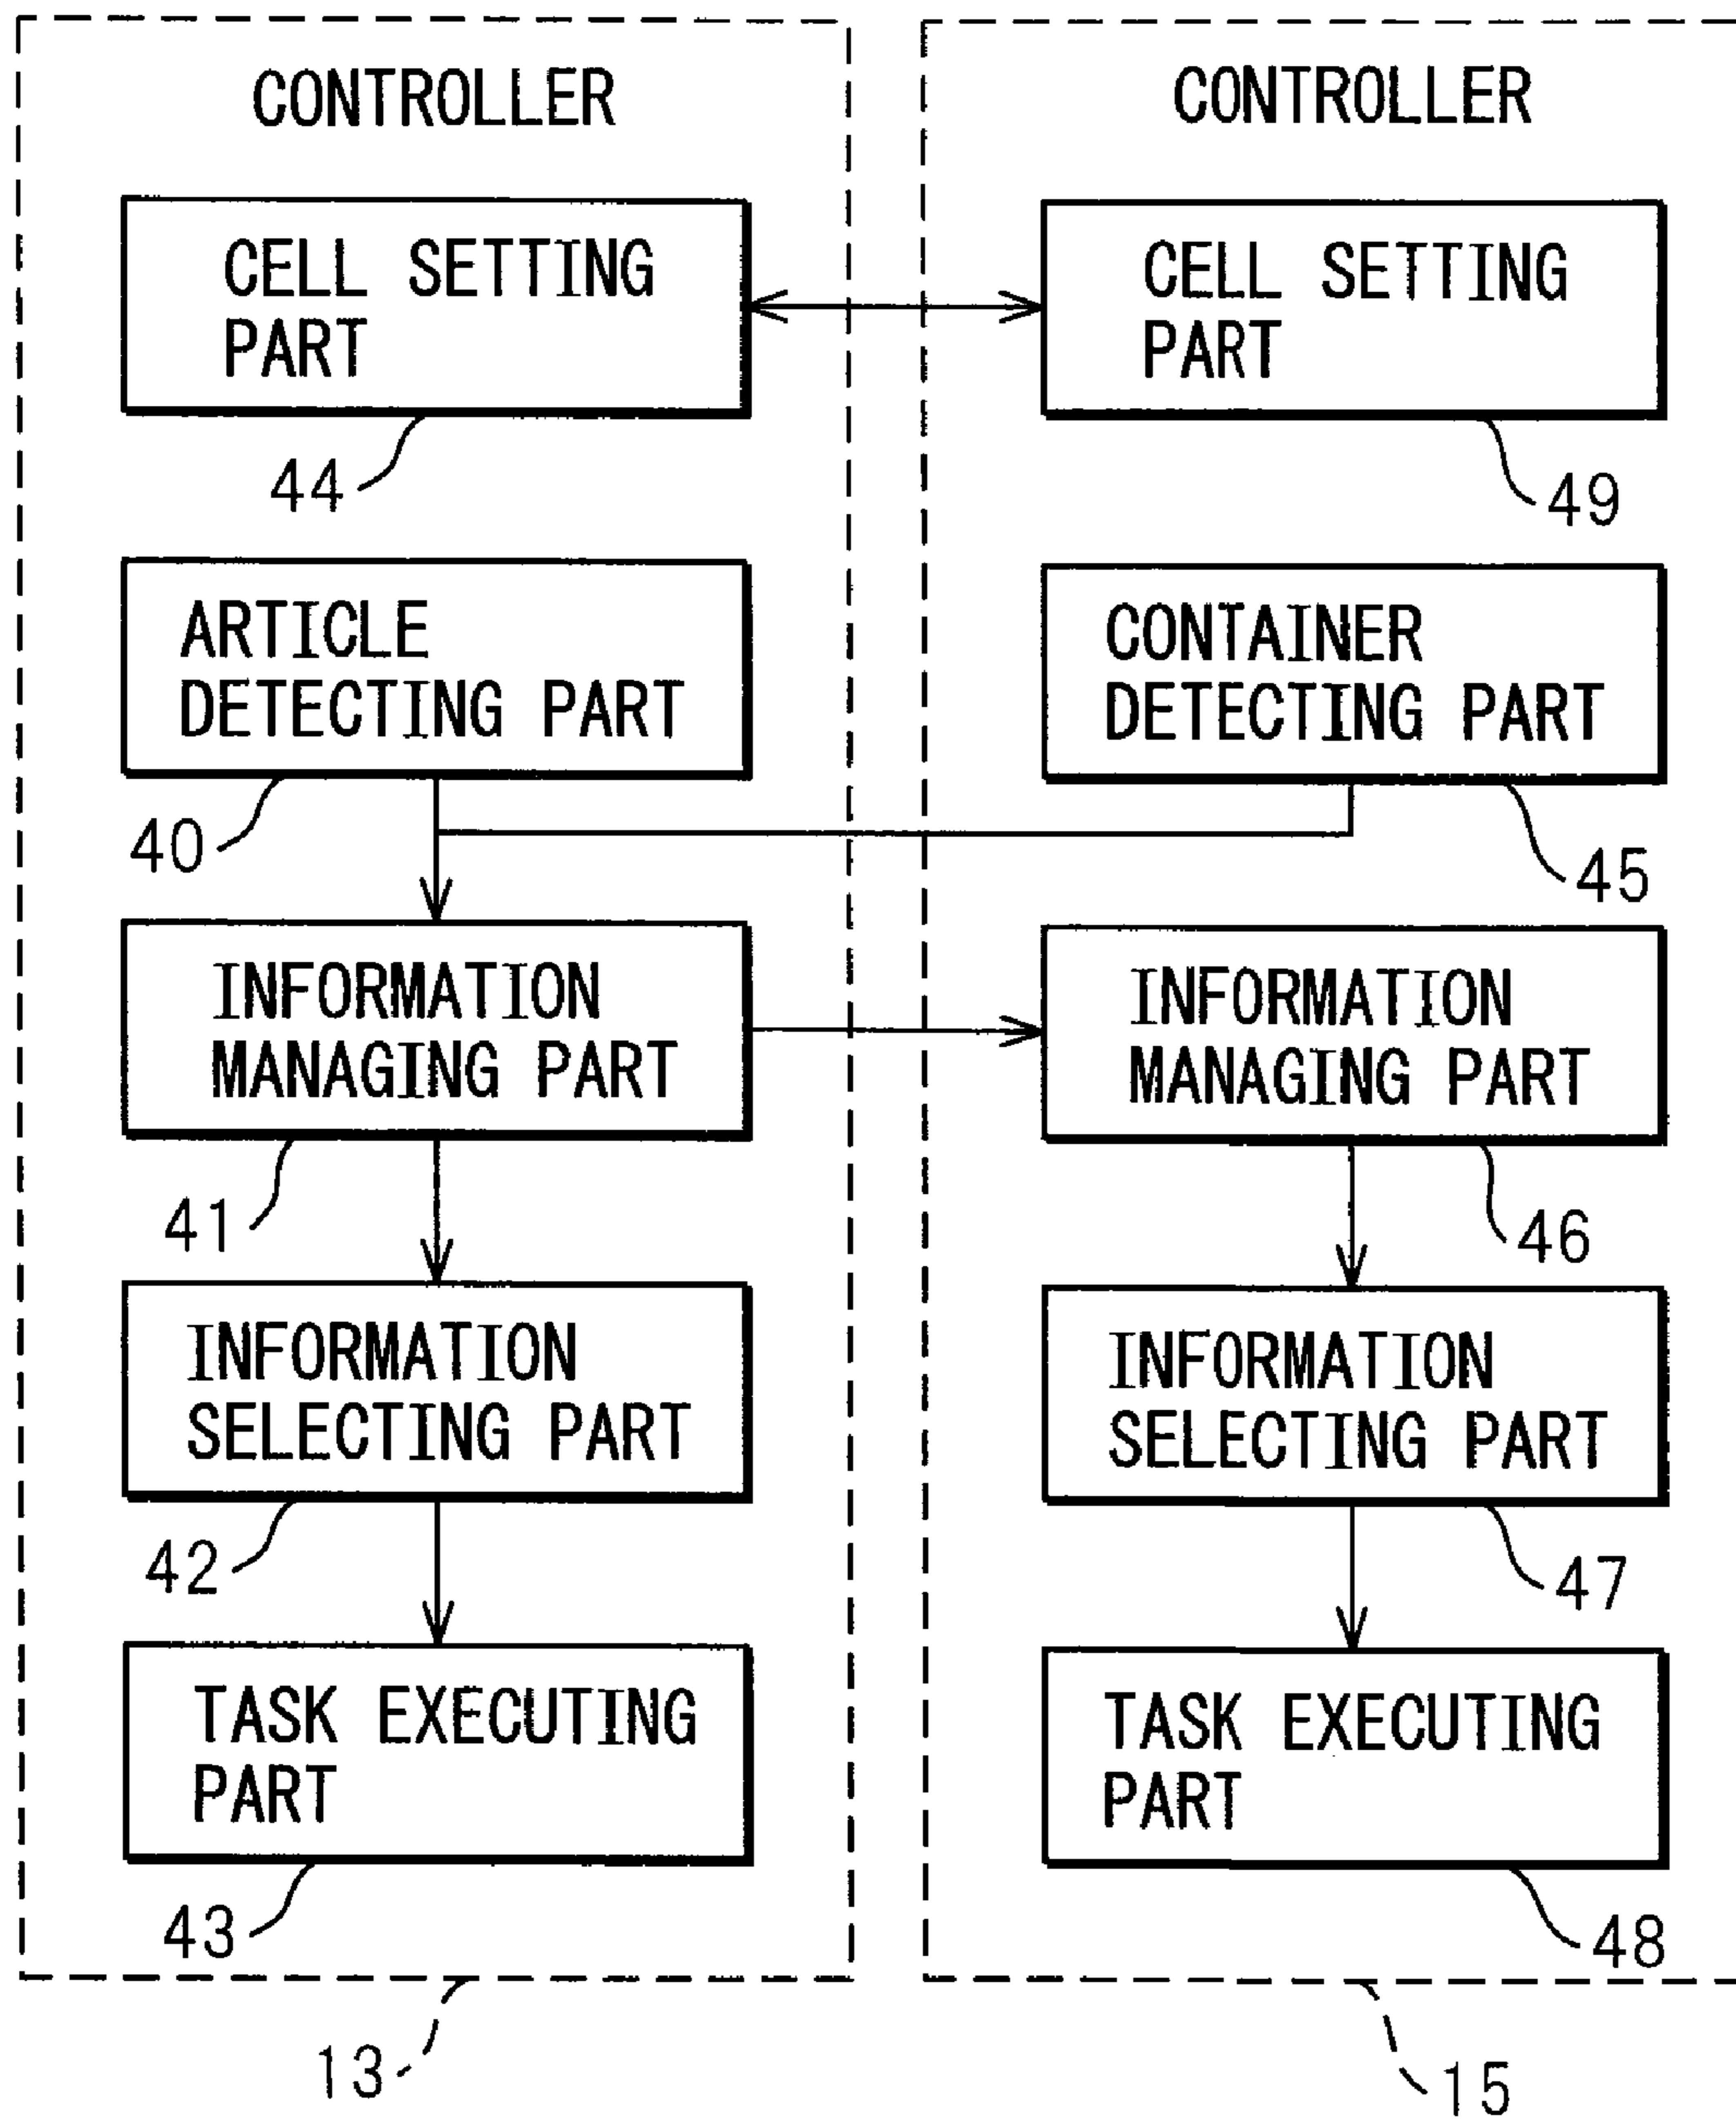 CONTROLLER
CELL SETTING
PART
44
ARTICLE
DETECTING PART
40
INFORMATION
MANAGING PART
41
INFORMATION
SELECTING PART
42
TASK EXECUTING
PART
43
13
CONTROLLER
CELL SETTING
PART
49
CONTAINER
DETECTING PART
45
INFORMATION
MANAGING PART
46
INFORMATION
SELECTING PART
47
TASK EXECUTING
PART
48
15